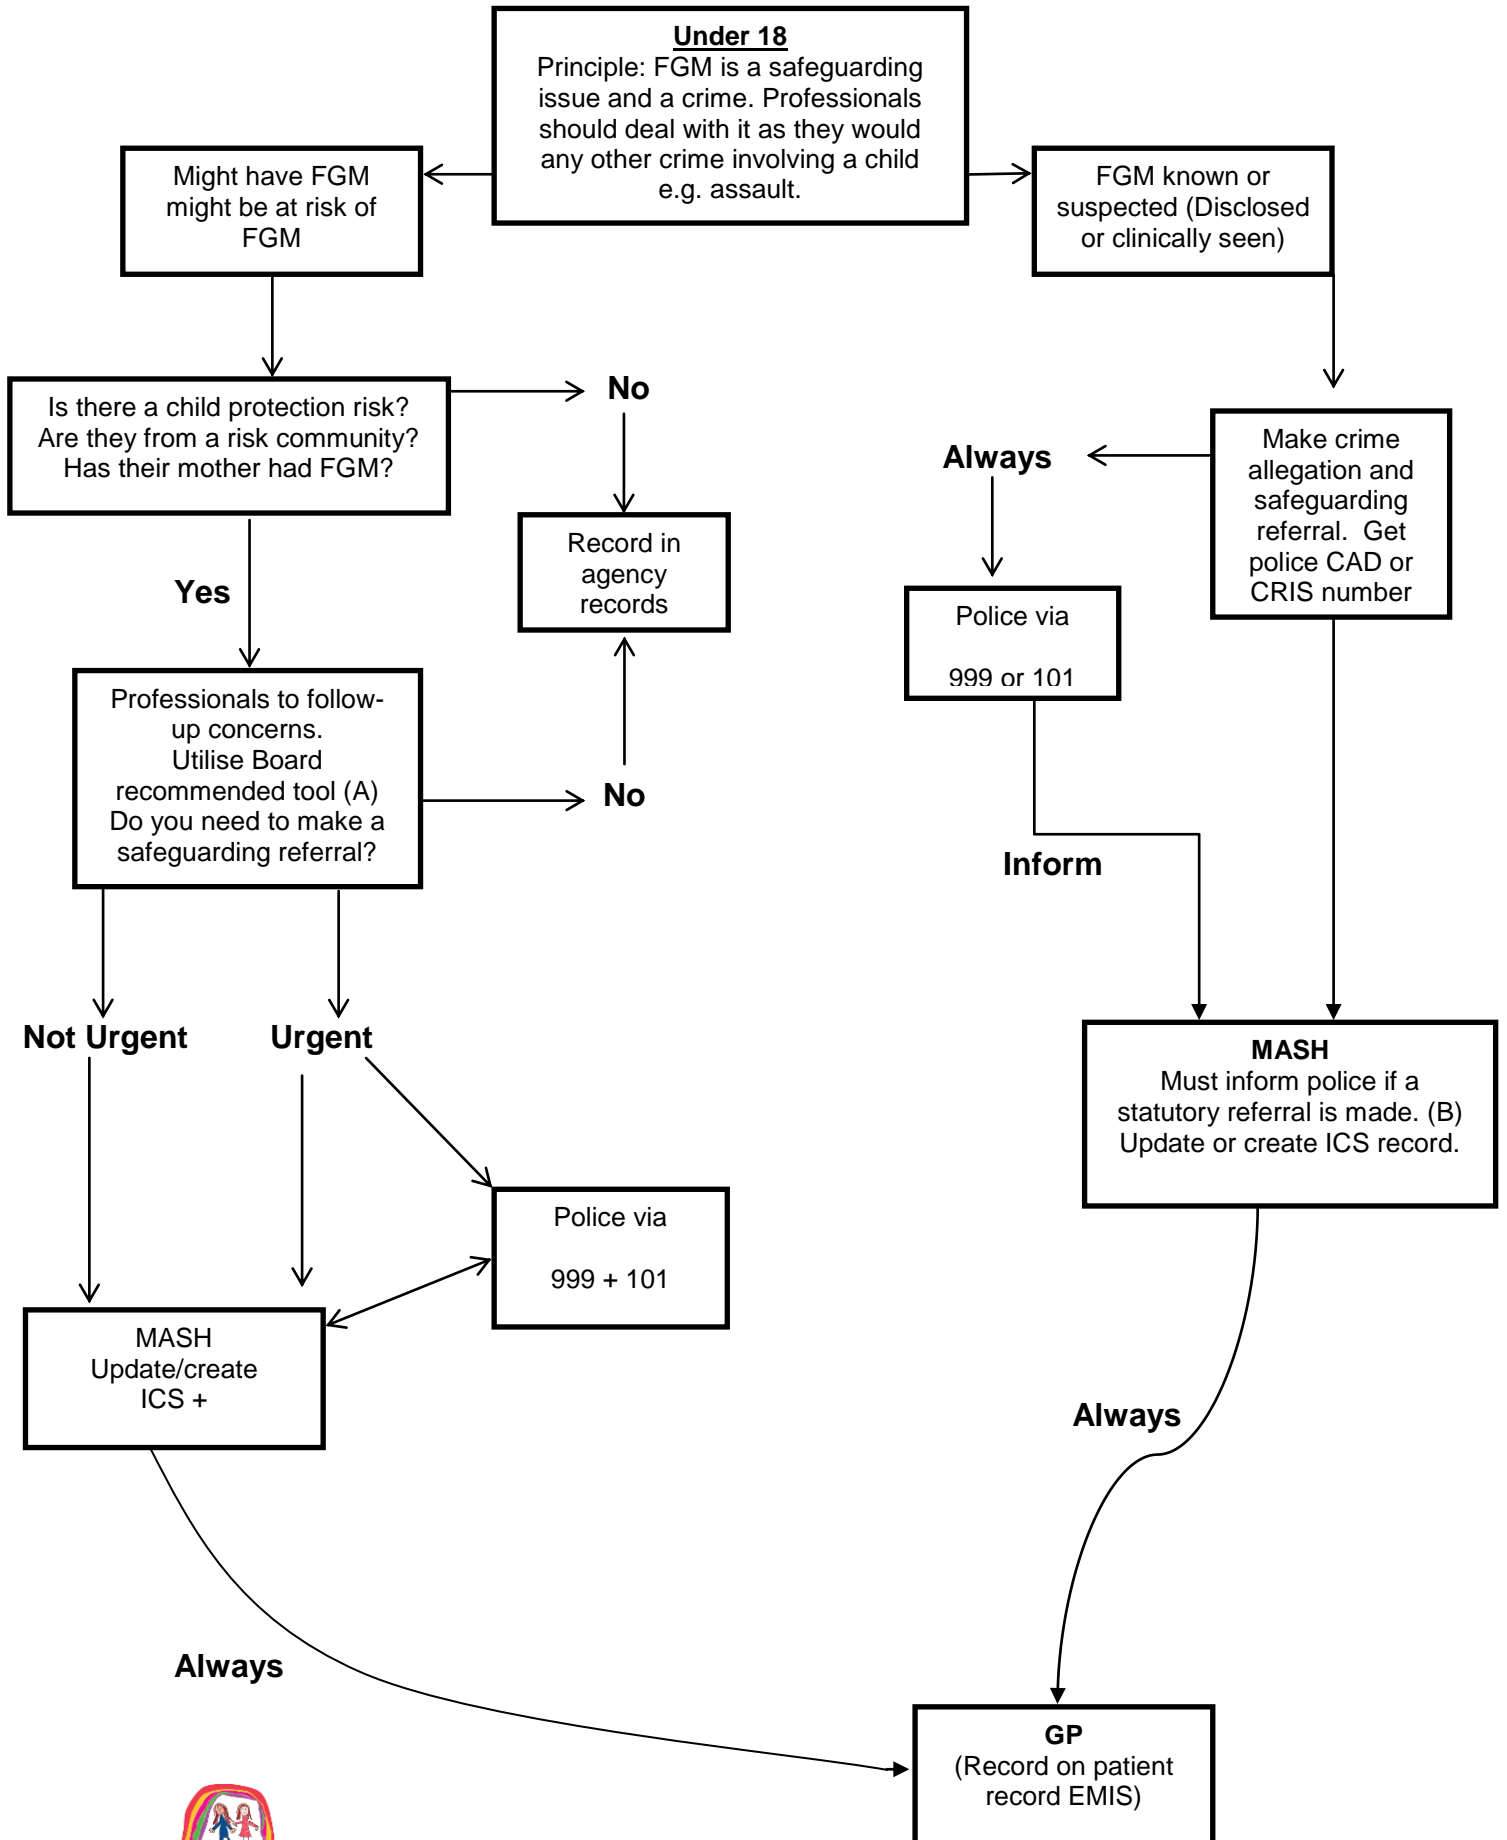 Under 18
Principle: FGM is a safeguarding
issue and a crime. Professionals
should deal with it as they would
any other crime involving a child
e.g. assault.
Might have FGM
might be at risk of
FGM
FGM known or
suspected (Disclosed
or clinically seen)
Is there a child protection risk?
Are they from a risk community?
Has their mother had FGM?
No
Record in
agency
records
Always
Make crime
allegation and
safeguarding
referral. Get
police CAD or
CRIS number
Police via
999 or 101
Yes
Professionals to follow-
up concerns.
Utilise Board
recommended tool (A)
Do you need to make a
safeguarding referral?
No
Inform
Not Urgent
Urgent
MASH
Must inform police if a
statutory referral is made. (B)
Update or create ICS record.
Police via
999 + 101
MASH
Update/create
ICS +
Always
Always
GP
(Record on patient
record EMIS)